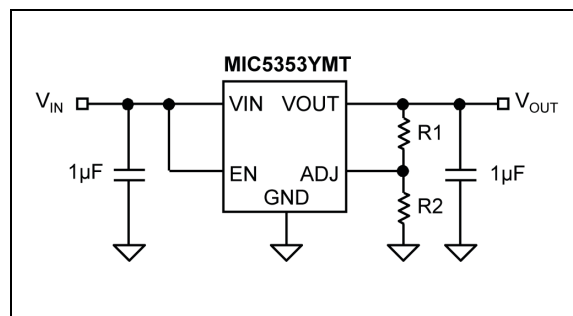 MIC5353YMT
VIN
VIN
VOUT
VOUT
R1
1µF
EN
ADJ
1µF
GND
R2